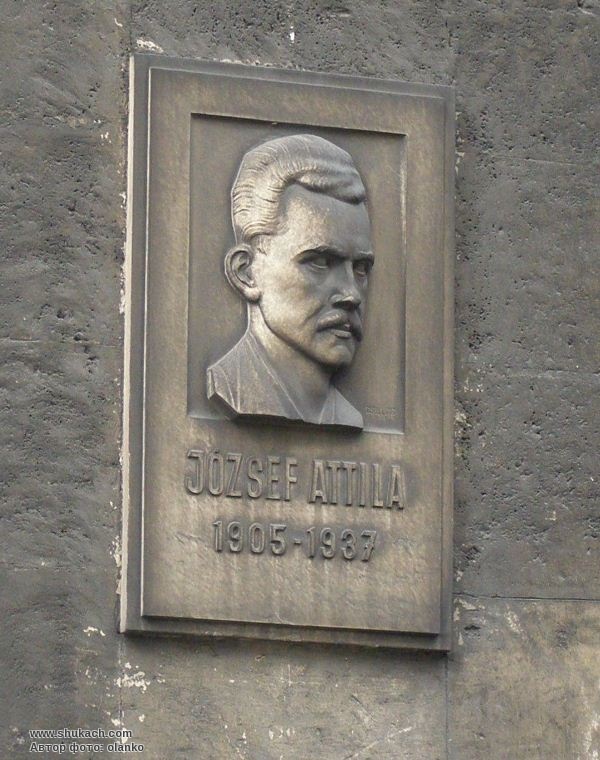 JÓZSEF ATTILA
1905-1937
www.shukach.com
Автор фото: olanko